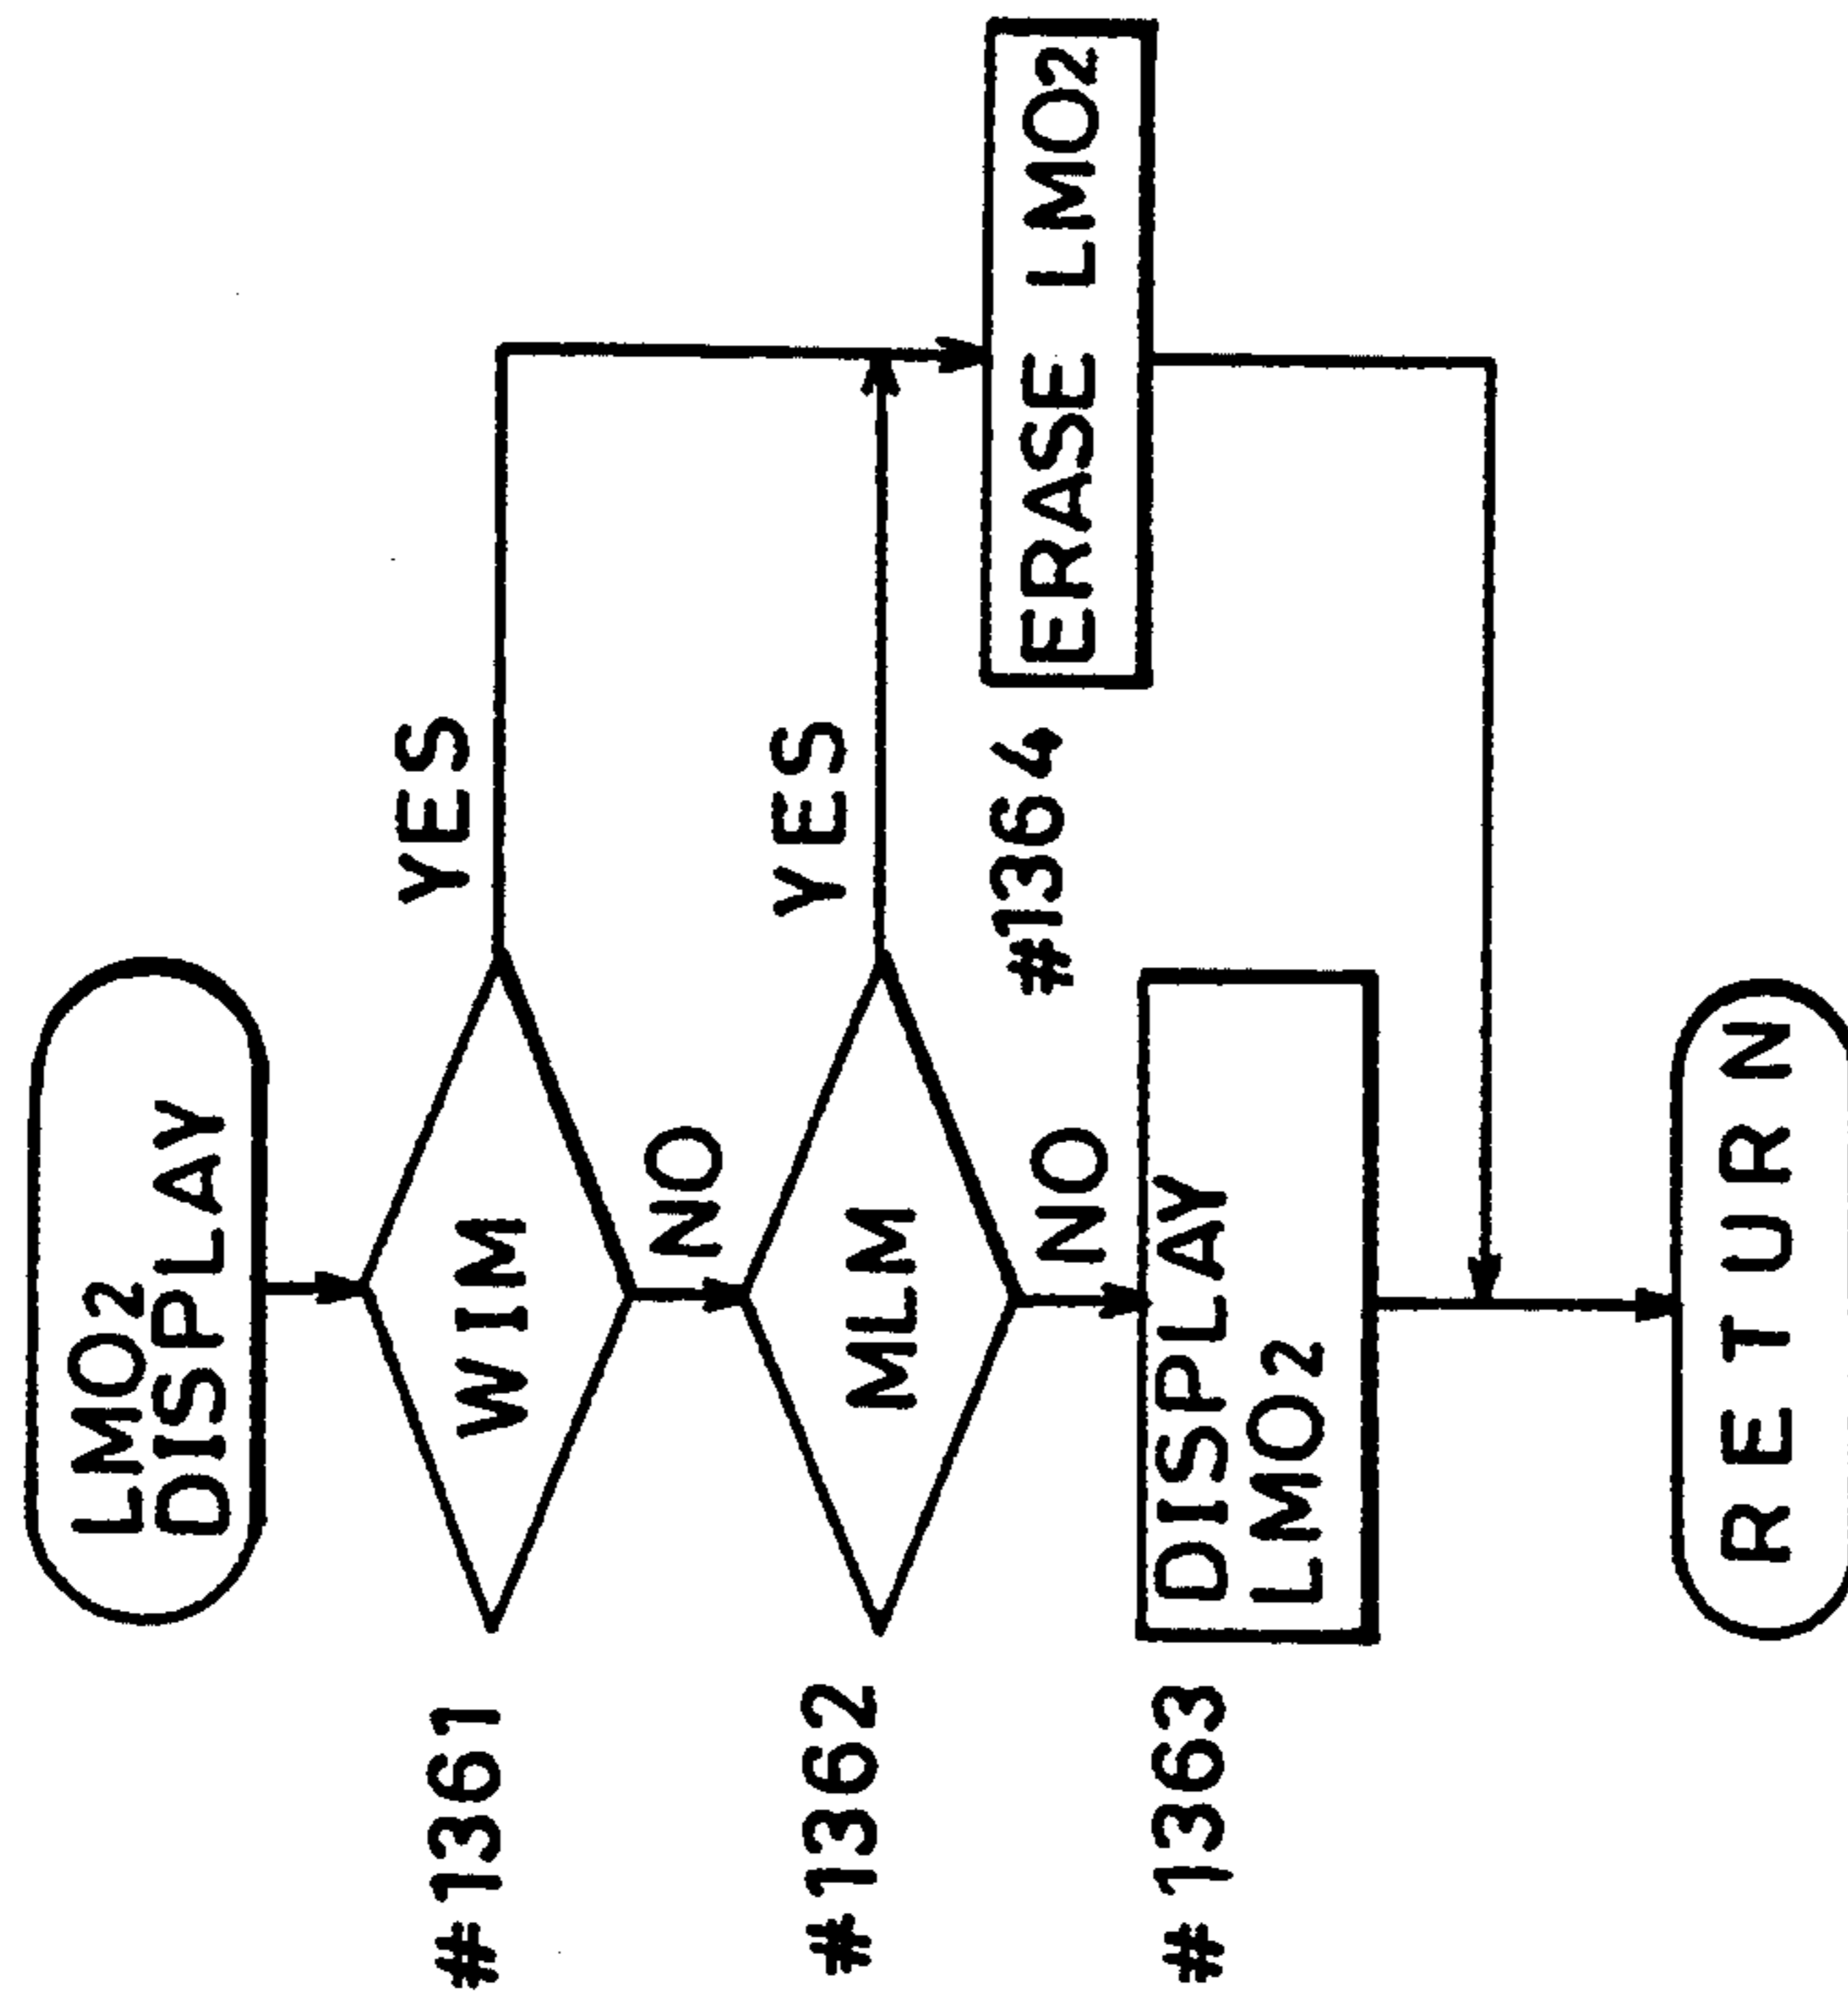 LMO2
DISPLAY
#1361
WIM
YES
NO
#1362
MLM
YES
NO
#1363
DISPLAY
LMO2
#1364
ERASE LMO2
RETURN